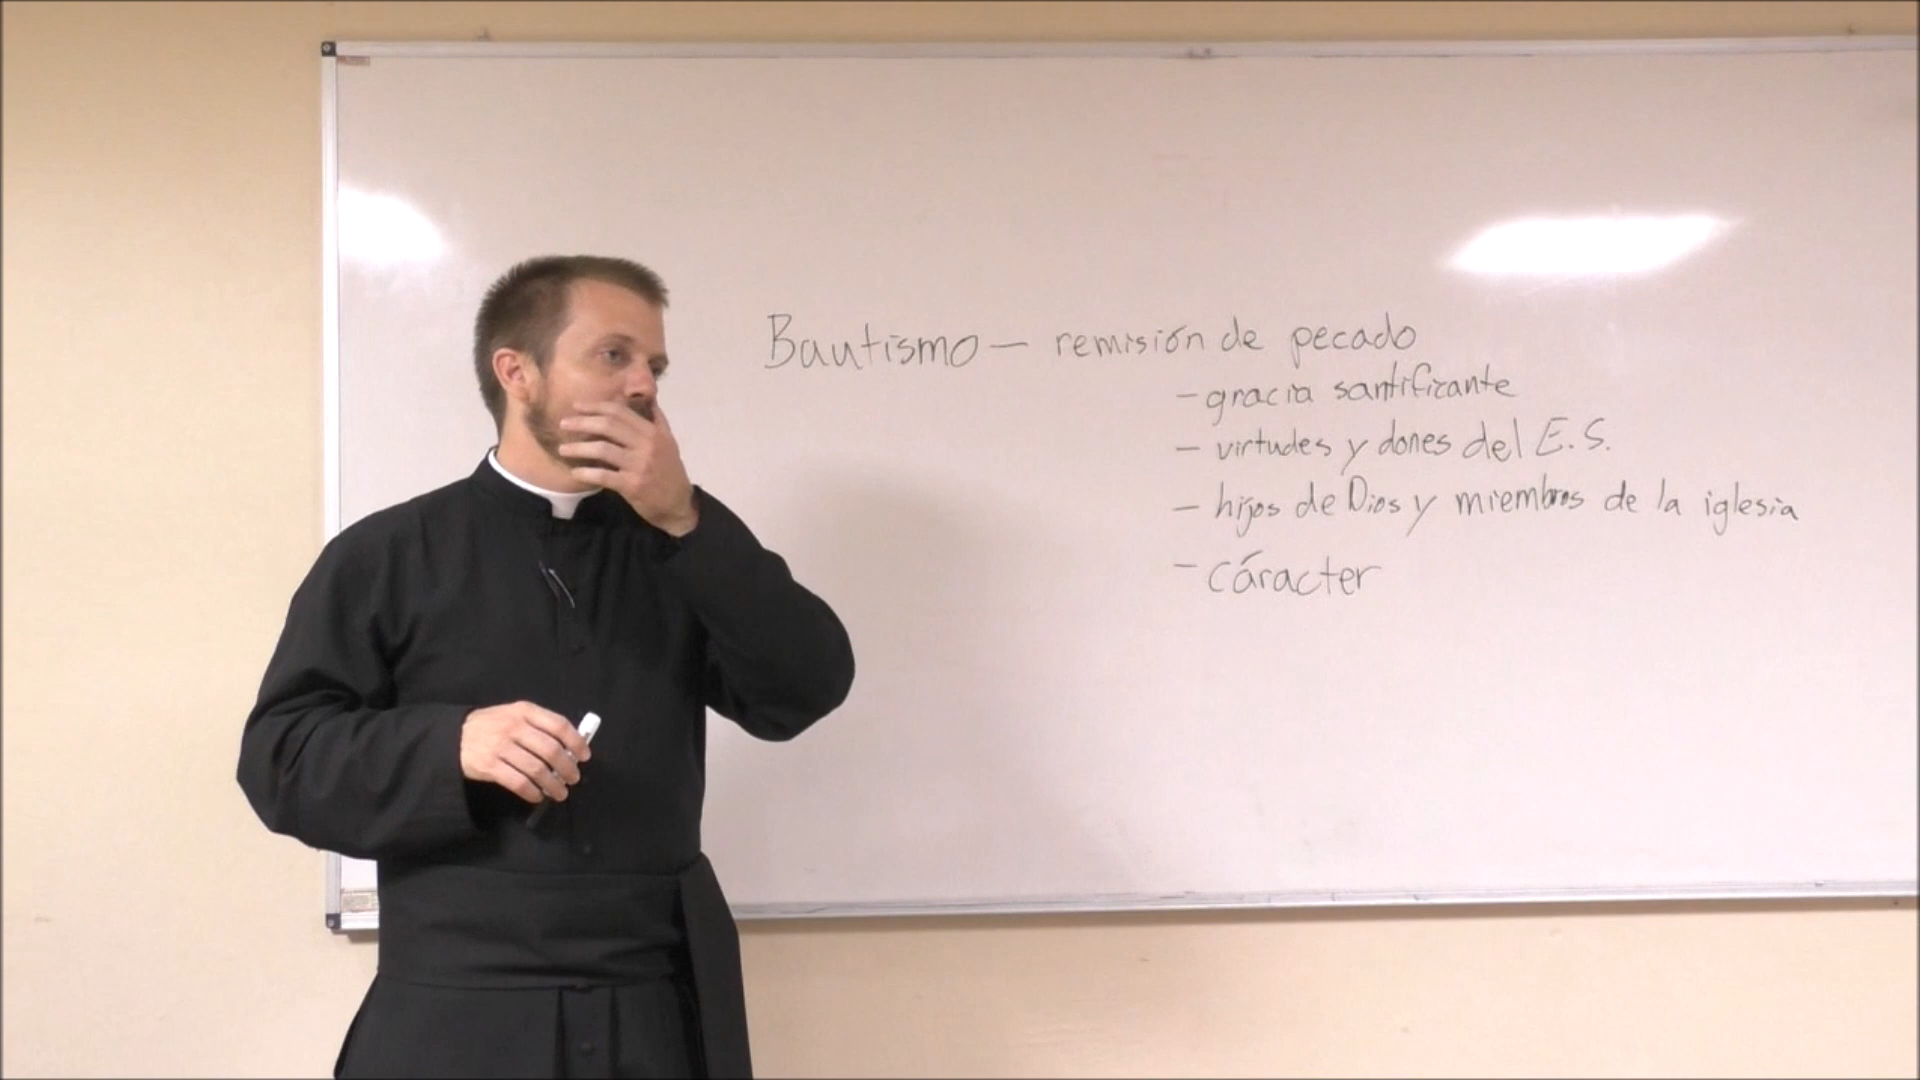 Bautismo — remisión de pecado
- gracia santificante
- virtudes y dones del E.S.
- hijos de Dios y miembros de la iglesia
- cáracter